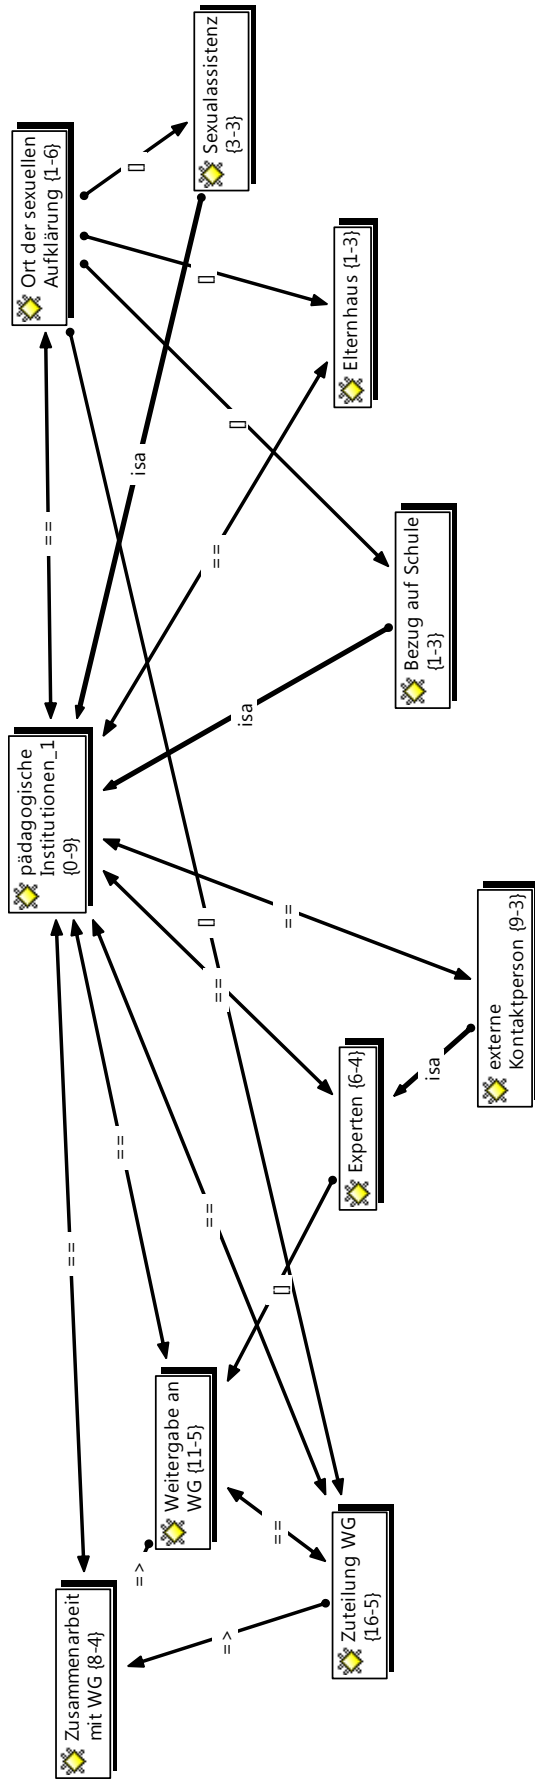 Zusammenarbeit
mit WG {8-4}
Weitergabe an
WG {11-5}
Zuteilung WG
{16-5}
Experten {6-4}
externe
Kontaktperson {9-3}
pädagogische
Institutionen_1
{0-9}
Bezug auf Schule
{1-3}
Elternhaus {1-3}
Ort der sexuellen
Aufklärung {1-6}
Sexualassistenz
{3-3}
==
==
==
==
==
==
==
==
=>
=>
[]
[]
[]
[]
[]
isa
isa
isa